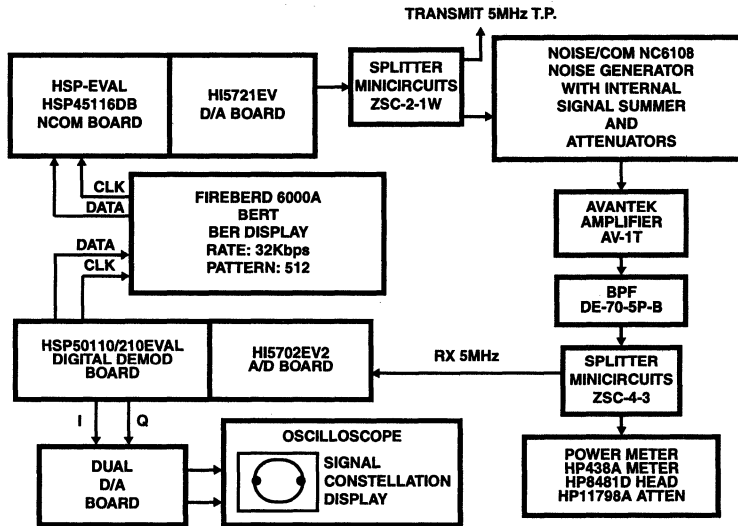 TRANSMIT 5MHz T.P.
HSP-EVAL
HSP45116DB
NCOM BOARD
HI5721EV
D/A BOARD
SPLITTER
MINICIRCUITS
ZSC-2-1W
NOISE/COM NC6108
NOISE GENERATOR
WITH INTERNAL
SIGNAL SUMMER
AND
ATTENUATORS
CLK
DATA
FIREBERD 6000A
BERT
BER DISPLAY
RATE: 32Kbps
PATTERN: 512
AVANTEK
AMPLIFIER
AV-1T
DATA
CLK
BPF
DE-70-5P-B
HSP50110/210EVAL
DIGITAL DEMOD
BOARD
HI5702EV2
A/D BOARD
RX 5MHz
SPLITTER
MINICIRCUITS
ZSC-4-3
I
Q
DUAL
D/A
BOARD
OSCILLOSCOPE
SIGNAL
CONSTELLATION
DISPLAY
POWER METER
HP438A METER
HP8481D HEAD
HP11798A ATTEN